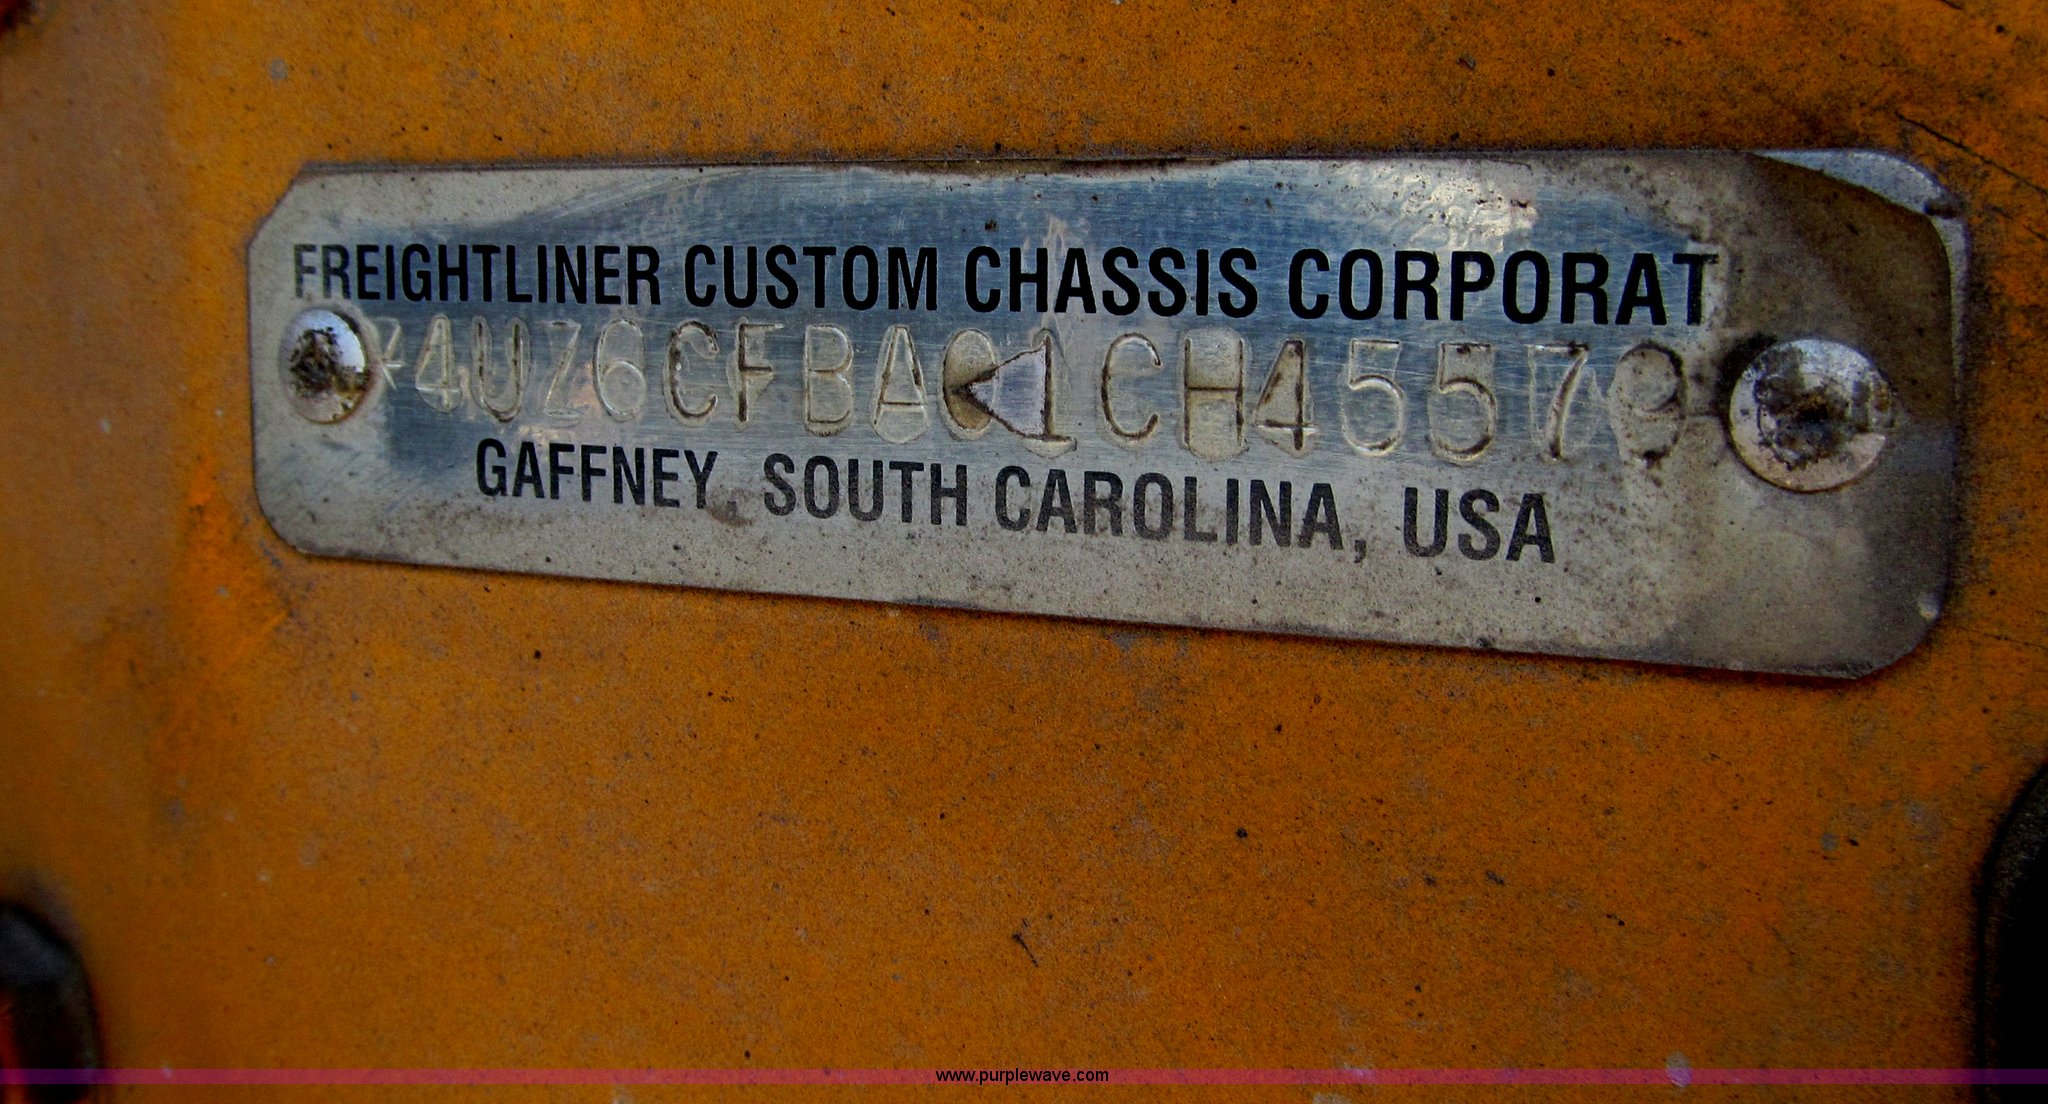 FREIGHTLINER CUSTOM CHASSIS CORPORAT
*4UZ6CFBA01CH45579
GAFFNEY, SOUTH CAROLINA, USA
www.purplewave.com